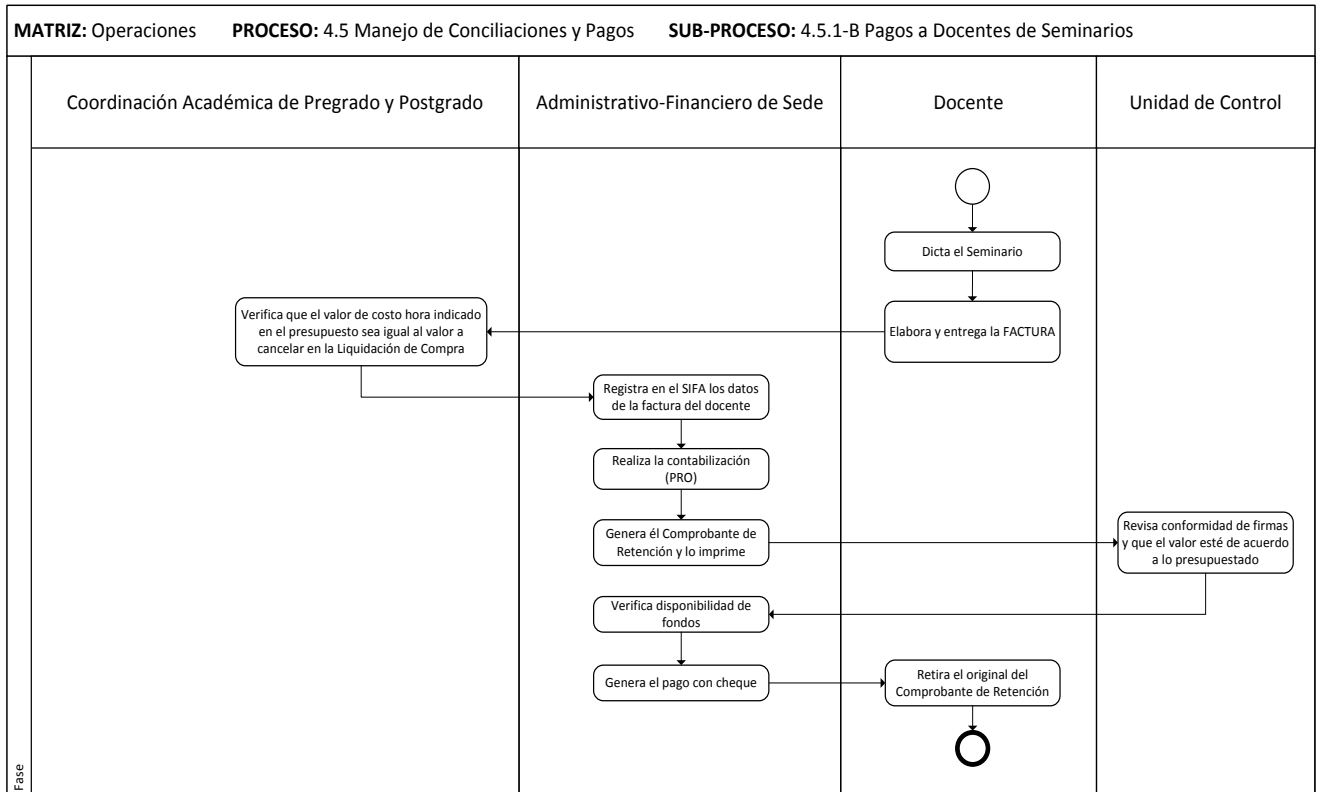 MATRIZ: Operaciones PROCESO: 4.5 Manejo de Conciliaciones y Pagos SUB-PROCESO: 4.5.1-B Pagos a Docentes de Seminarios
Coordinación Académica de Pregrado y Postgrado
Administrativo-Financiero de Sede
Docente
Unidad de Control
Dicta el Seminario
Elabora y entrega la FACTURA
Verifica que el valor de costo hora indicado
en el presupuesto sea igual al valor a
cancelar en la Liquidación de Compra
Registra en el SIFA los datos
de la factura del docente
Realiza la contabilización
(PRO)
Genera él Comprobante de
Retención y lo imprime
Revisa conformidad de firmas
y que el valor esté de acuerdo
a lo presupuestado
Verifica disponibilidad de
fondos
Genera el pago con cheque
Retira el original del
Comprobante de Retención
Fase